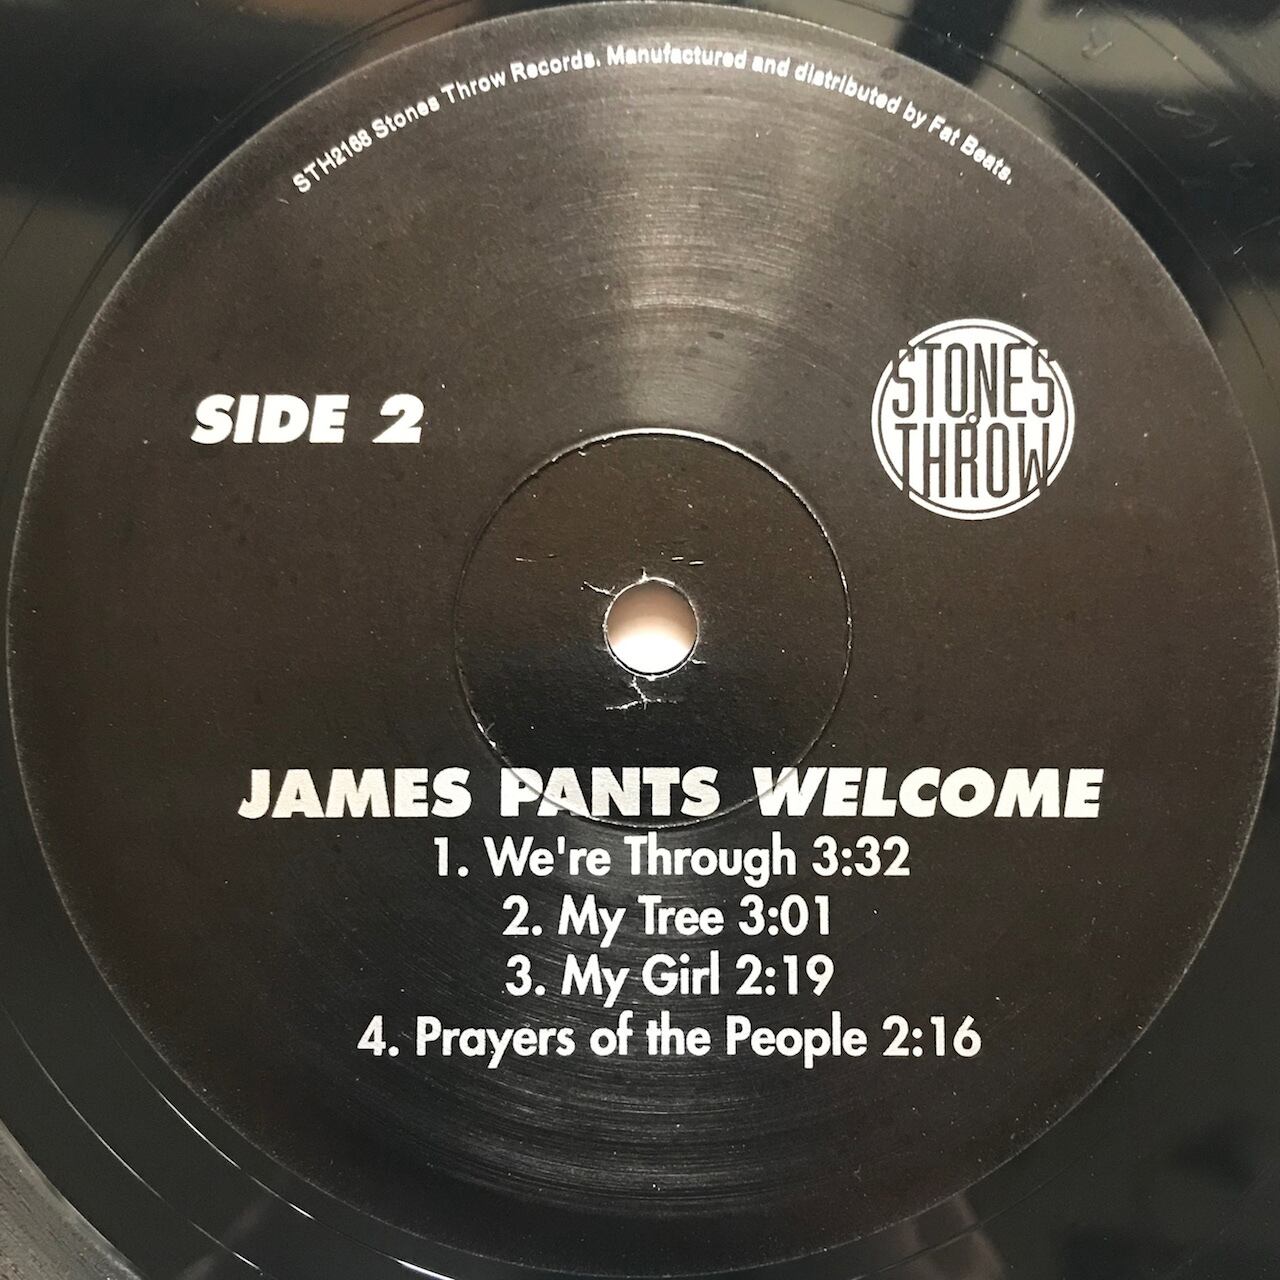 STH2168 Stones Throw Records. Manufactured and distributed by Fat Beats.
SIDE 2
STONES
THROW
JAMES PANTS WELCOME
1. We're Through 3:32
2. My Tree 3:01
3. My Girl 2:19
4. Prayers of the People 2:16